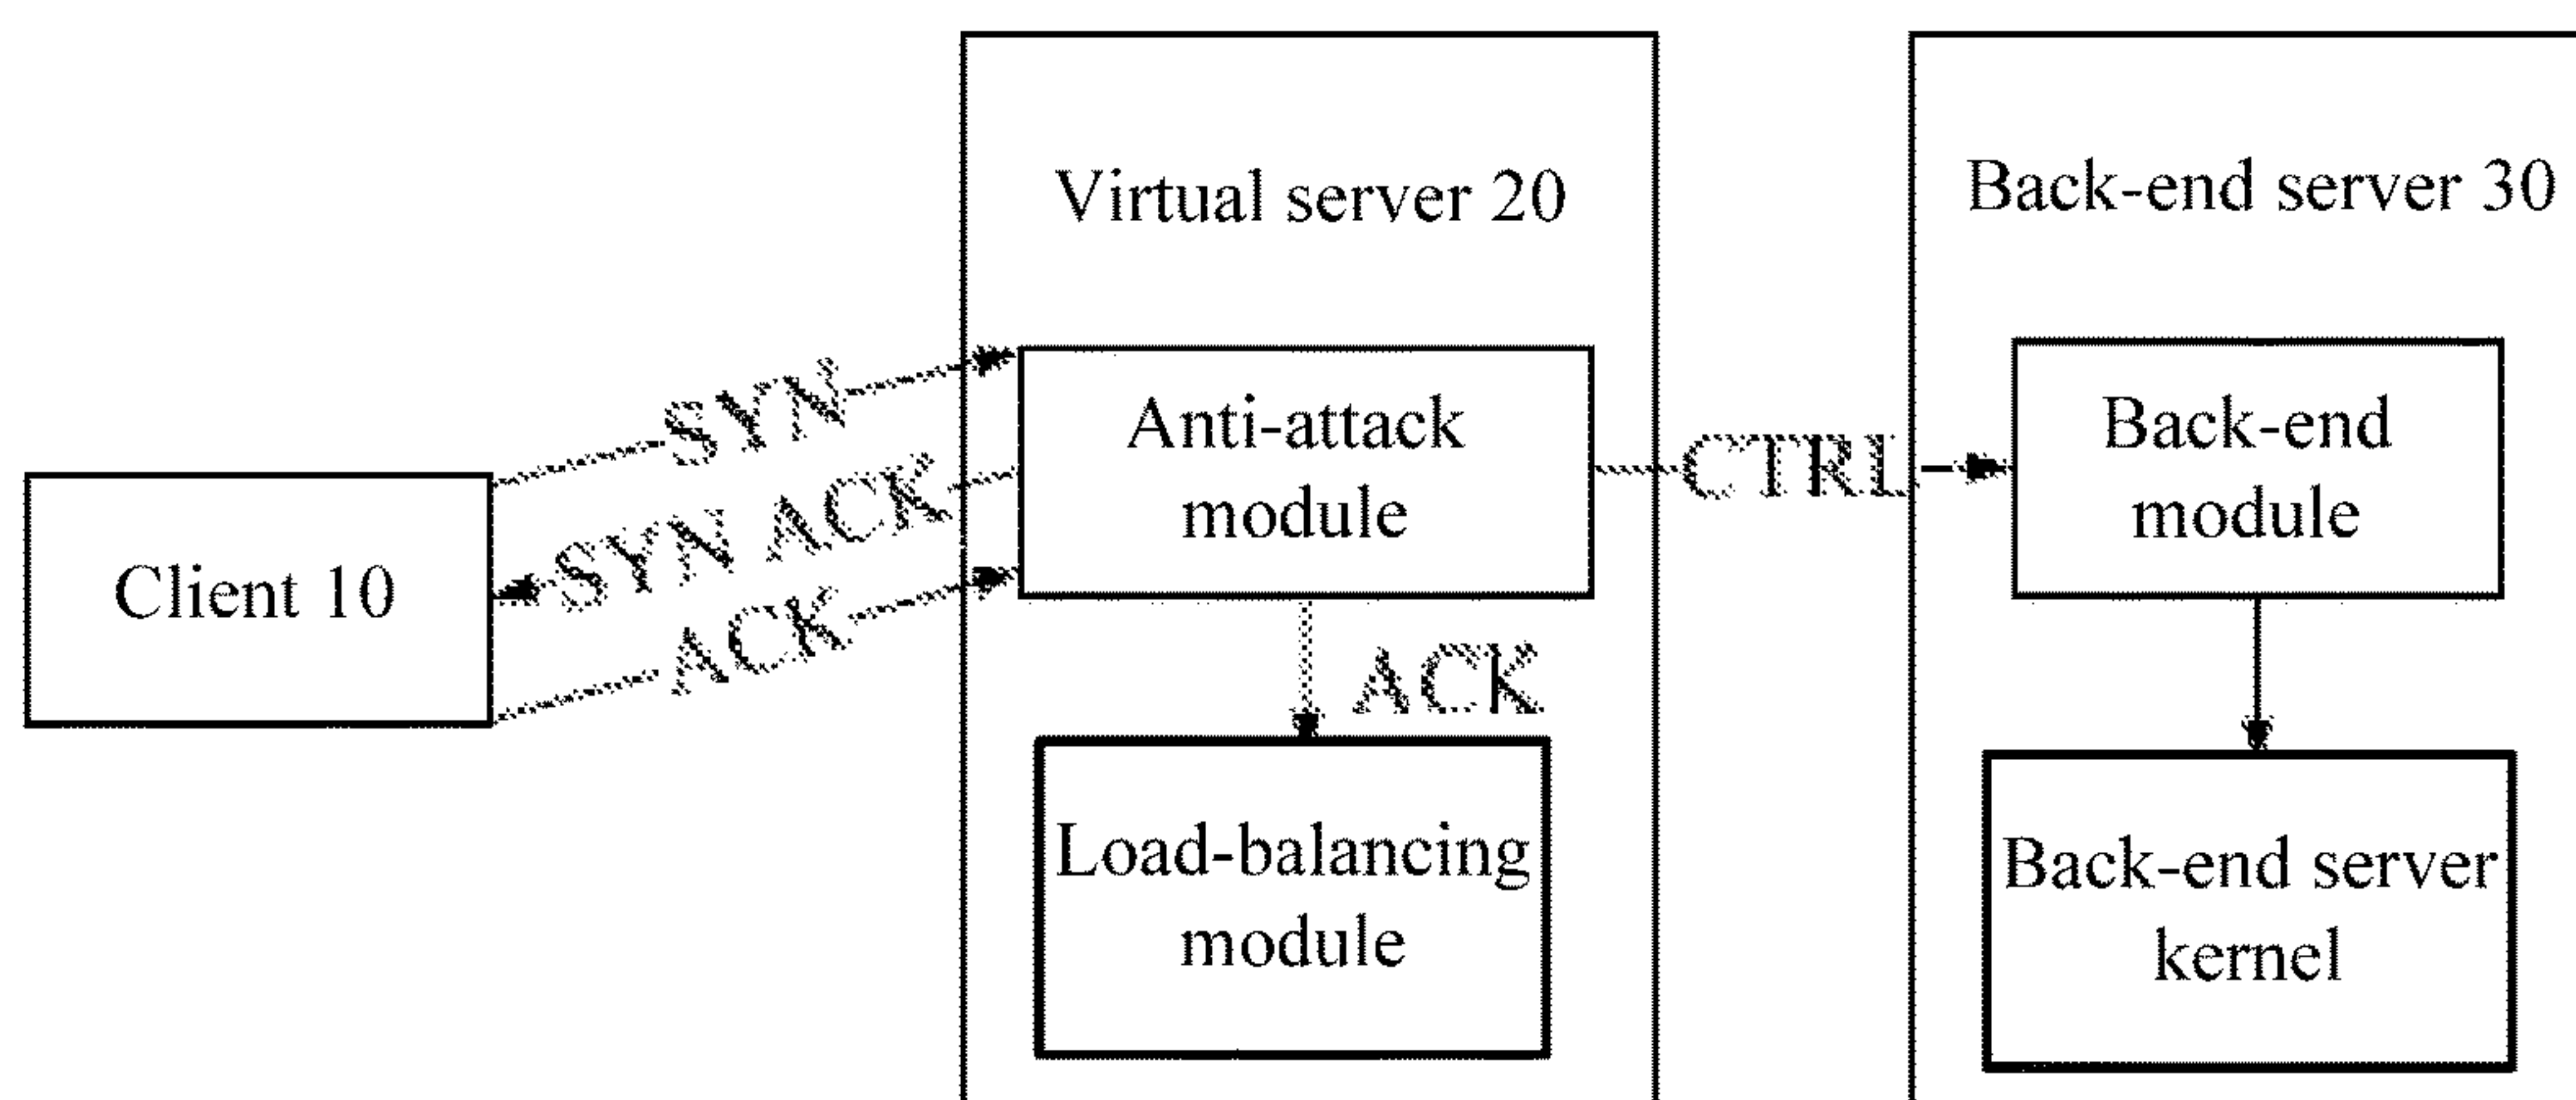 Virtual server 20
Back-end server 30
SYN
SYN ACK
ACK
Client 10
Anti-attack
module
CTRL
Back-end
module
ACK
Load-balancing
module
Back-end server
kernel